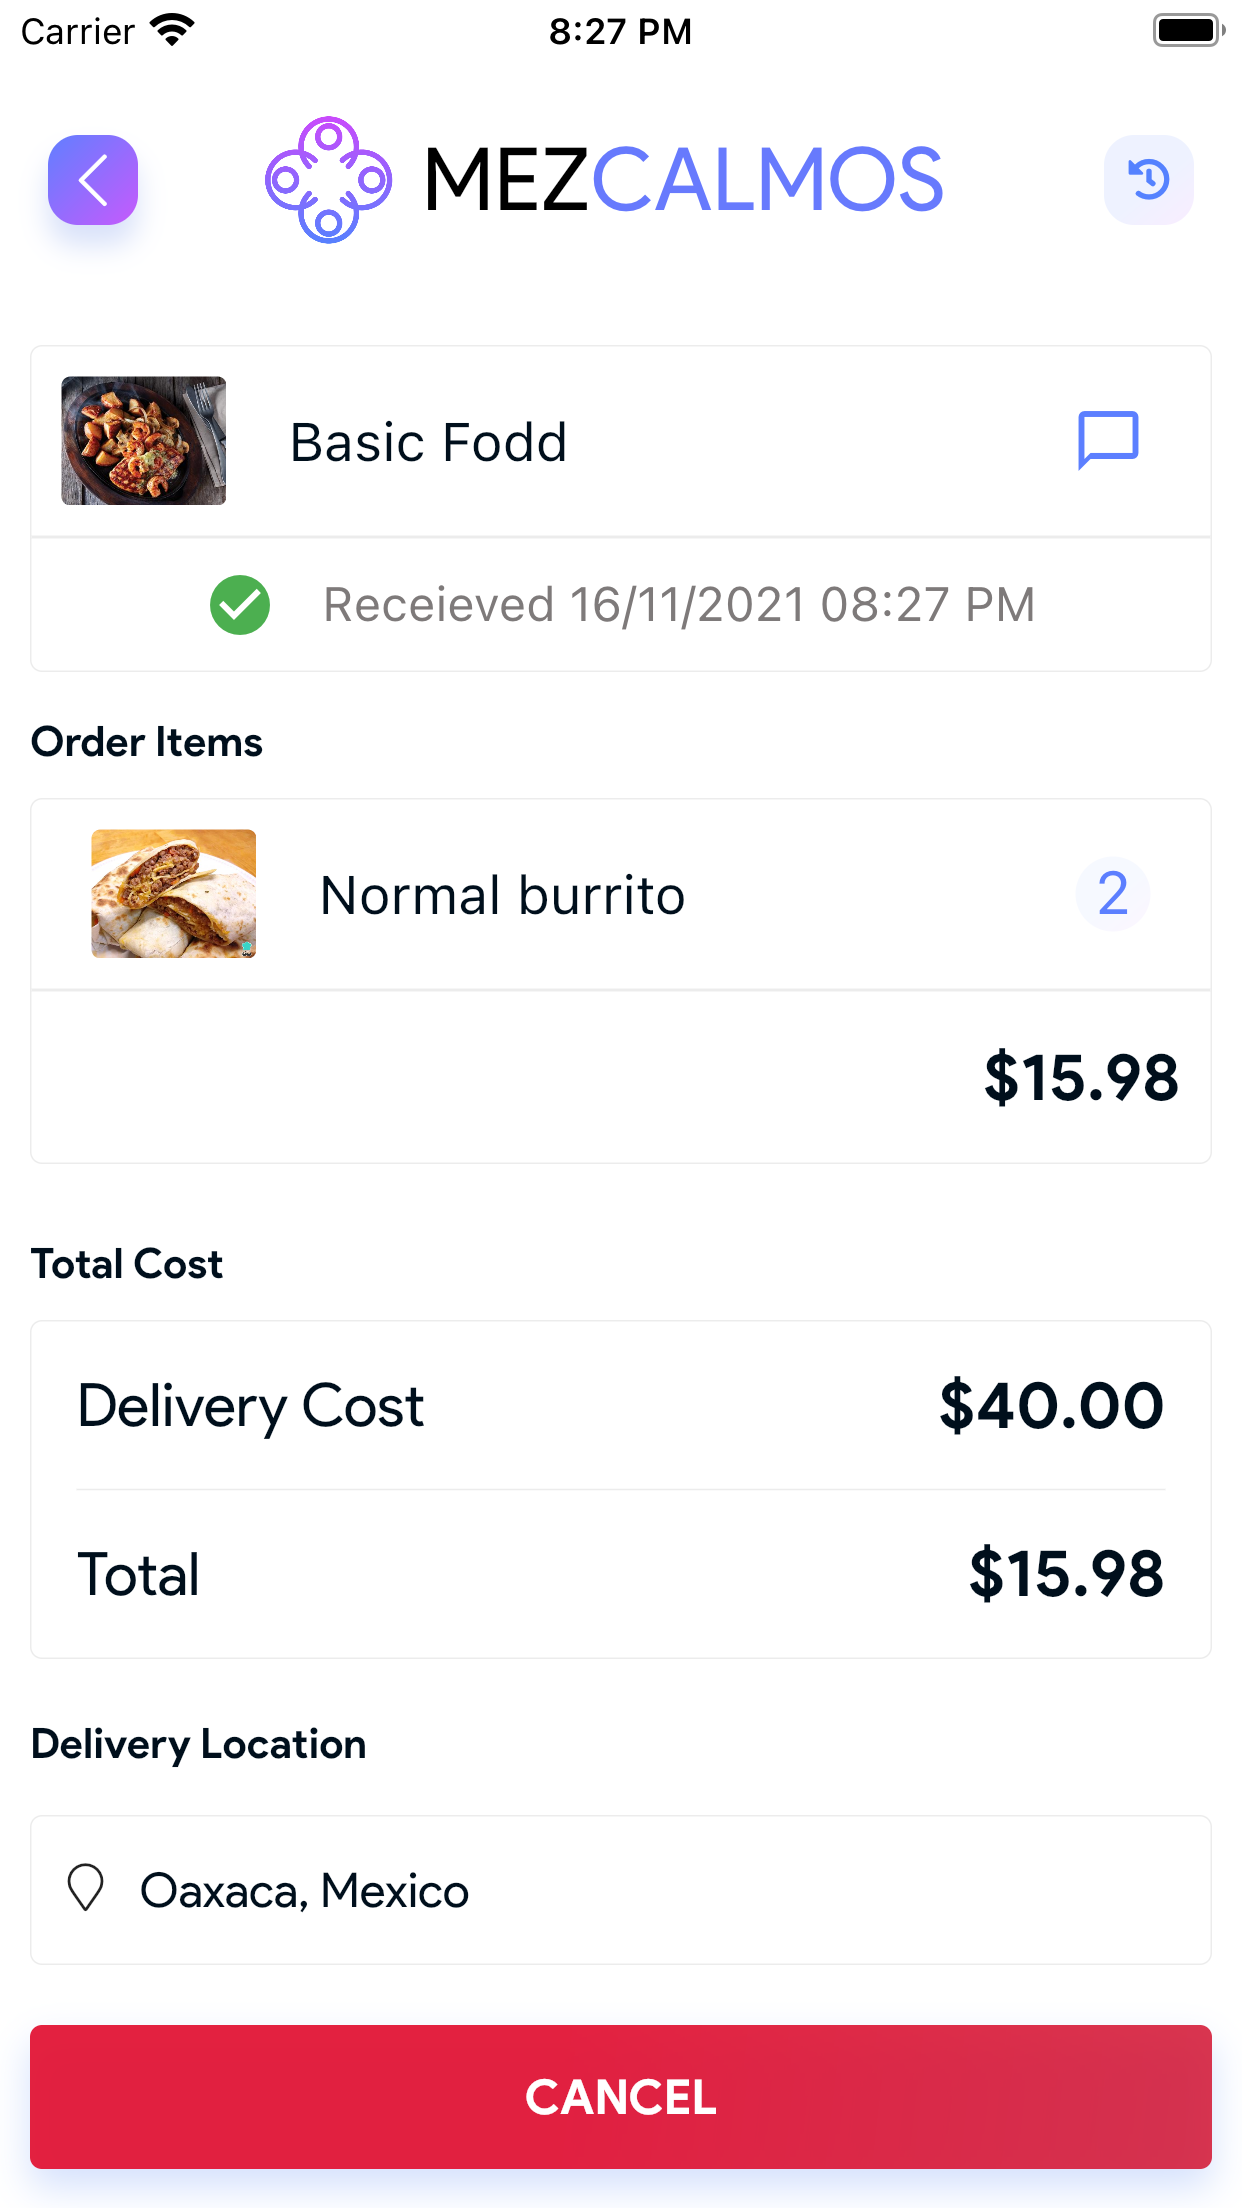 Carrier 8:27 PM
MEZCALMOS
Basic Fodd
Receieved 16/11/2021 08:27 PM
Order Items
Normal burrito 2
$15.98
Total Cost
Delivery Cost $40.00
Total $15.98
Delivery Location
Oaxaca, Mexico
CANCEL